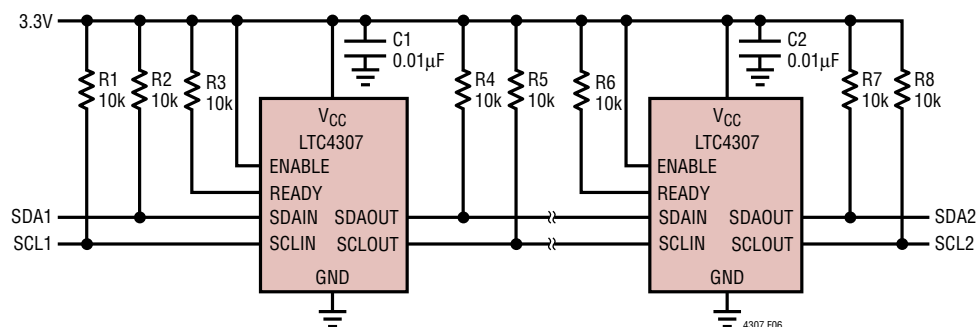 3.3V
R1
10k
R2
10k
R3
10k
C1
0.01μF
R4
10k
R5
10k
R6
10k
C2
0.01μF
R7
10k
R8
10k
VCC
LTC4307
ENABLE
READY
SDAIN SDAOUT
SCLIN SCLOUT
GND
VCC
LTC4307
ENABLE
READY
SDAIN SDAOUT
SCLIN SCLOUT
GND
SDA1
SCL1
SDA2
SCL2
4307 F06